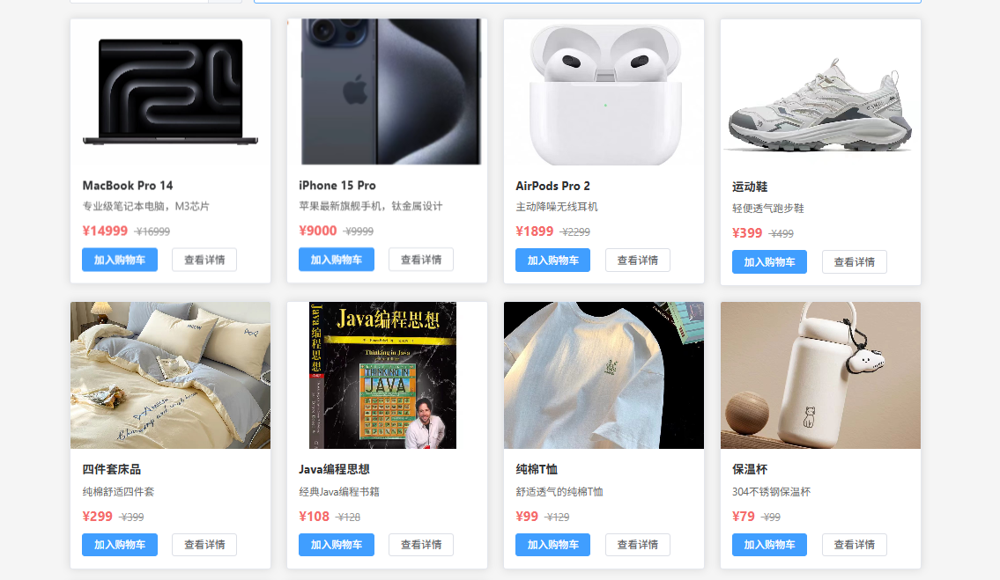 MacBook Pro 14
专业级笔记本电脑，M3芯片
¥14999 ¥16999
加入购物车 查看详情
iPhone 15 Pro
苹果最新旗舰手机，钛金属设计
¥9000 ¥9999
加入购物车 查看详情
AirPods Pro 2
主动降噪无线耳机
¥1899 ¥2299
加入购物车 查看详情
运动鞋
轻便透气跑步鞋
¥399 ¥499
加入购物车 查看详情
四件套床品
纯棉舒适四件套
¥299 ¥399
加入购物车 查看详情
Java编程思想
Java编程思想
Thinking in Java
THINKING IN
JAVA
Java编程思想
经典Java编程书籍
¥108 ¥128
加入购物车 查看详情
纯棉T恤
舒适透气的纯棉T恤
¥99 ¥129
加入购物车 查看详情
保温杯
304不锈钢保温杯
¥79 ¥99
加入购物车 查看详情